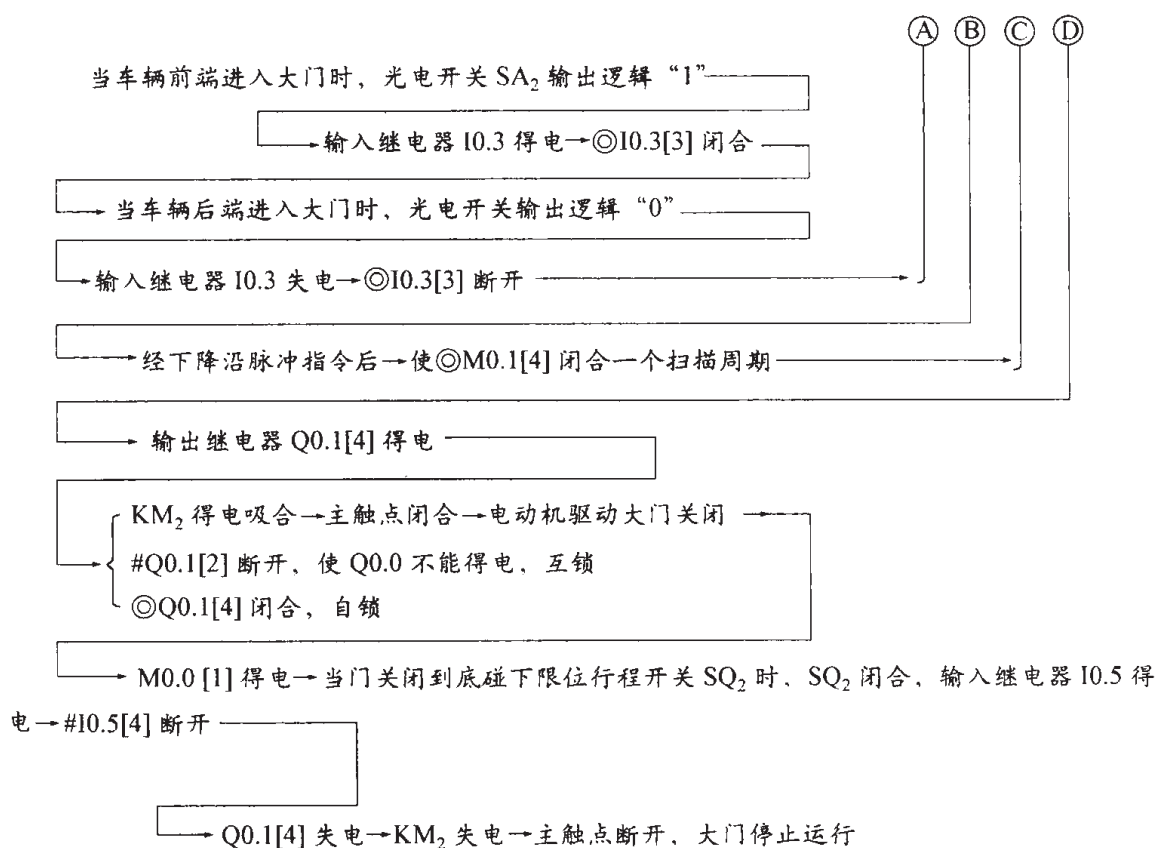 Ⓐ Ⓑ Ⓒ Ⓓ
当车辆前端进入大门时，光电开关 SA₂ 输出逻辑“1”
输入继电器 I0.3 得电→◎I0.3[3] 闭合
当车辆后端进入大门时，光电开关输出逻辑“0”
输入继电器 I0.3 失电→◎I0.3[3] 断开
经下降沿脉冲指令后→使◎M0.1[4] 闭合一个扫描周期
输出继电器 Q0.1[4] 得电
KM₂ 得电吸合→主触点闭合→电动机驱动大门关闭
#Q0.1[2] 断开，使 Q0.0 不能得电，互锁
◎Q0.1[4] 闭合，自锁
M0.0 [1] 得电→当门关闭到底碰下限位行程开关 SQ₂ 时，SQ₂ 闭合，输入继电器 I0.5 得
电→#I0.5[4] 断开
Q0.1[4] 失电→KM₂ 失电→主触点断开，大门停止运行